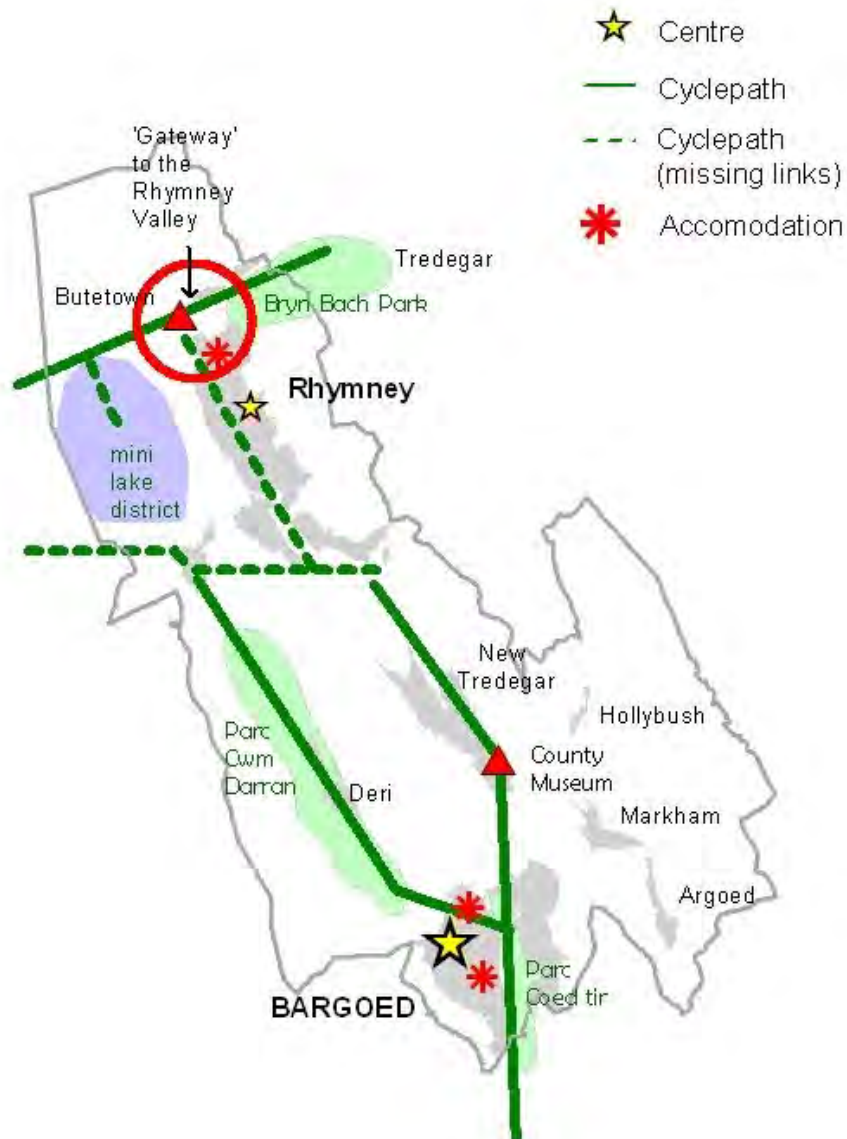 Centre
Cyclepath
Cyclepath
(missing links)
Accomodation
'Gateway'
to the
Rhymney
Valley
Tredegar
Butetown
Bryn Bach Park
Rhymney
mini
lake
district
New
Tredegar
Hollybush
Parc
Cwm
Darran
County
Museum
Deri
Markham
Argoed
Parc
Coed tir
BARGOED